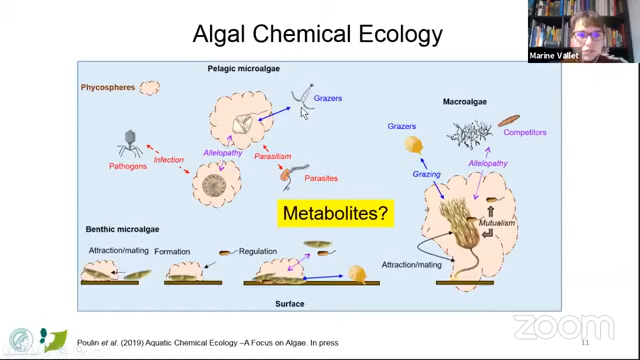 Algal Chemical Ecology
Marine Vallet
Pelagic microalgae
Phycospheres
Grazers
Macroalgae
Grazers
Competitors
Allelopathy
Infection
Pathogens
Allelopathy
Parasitism
Parasites
Grazing
Metabolites?
Mutualism
Benthic microalgae
Attraction/mating
Formation
Regulation
Attraction/mating
Surface
zoom
Poulin et al. (2019) Aquatic Chemical Ecology –A Focus on Algae. In press
11